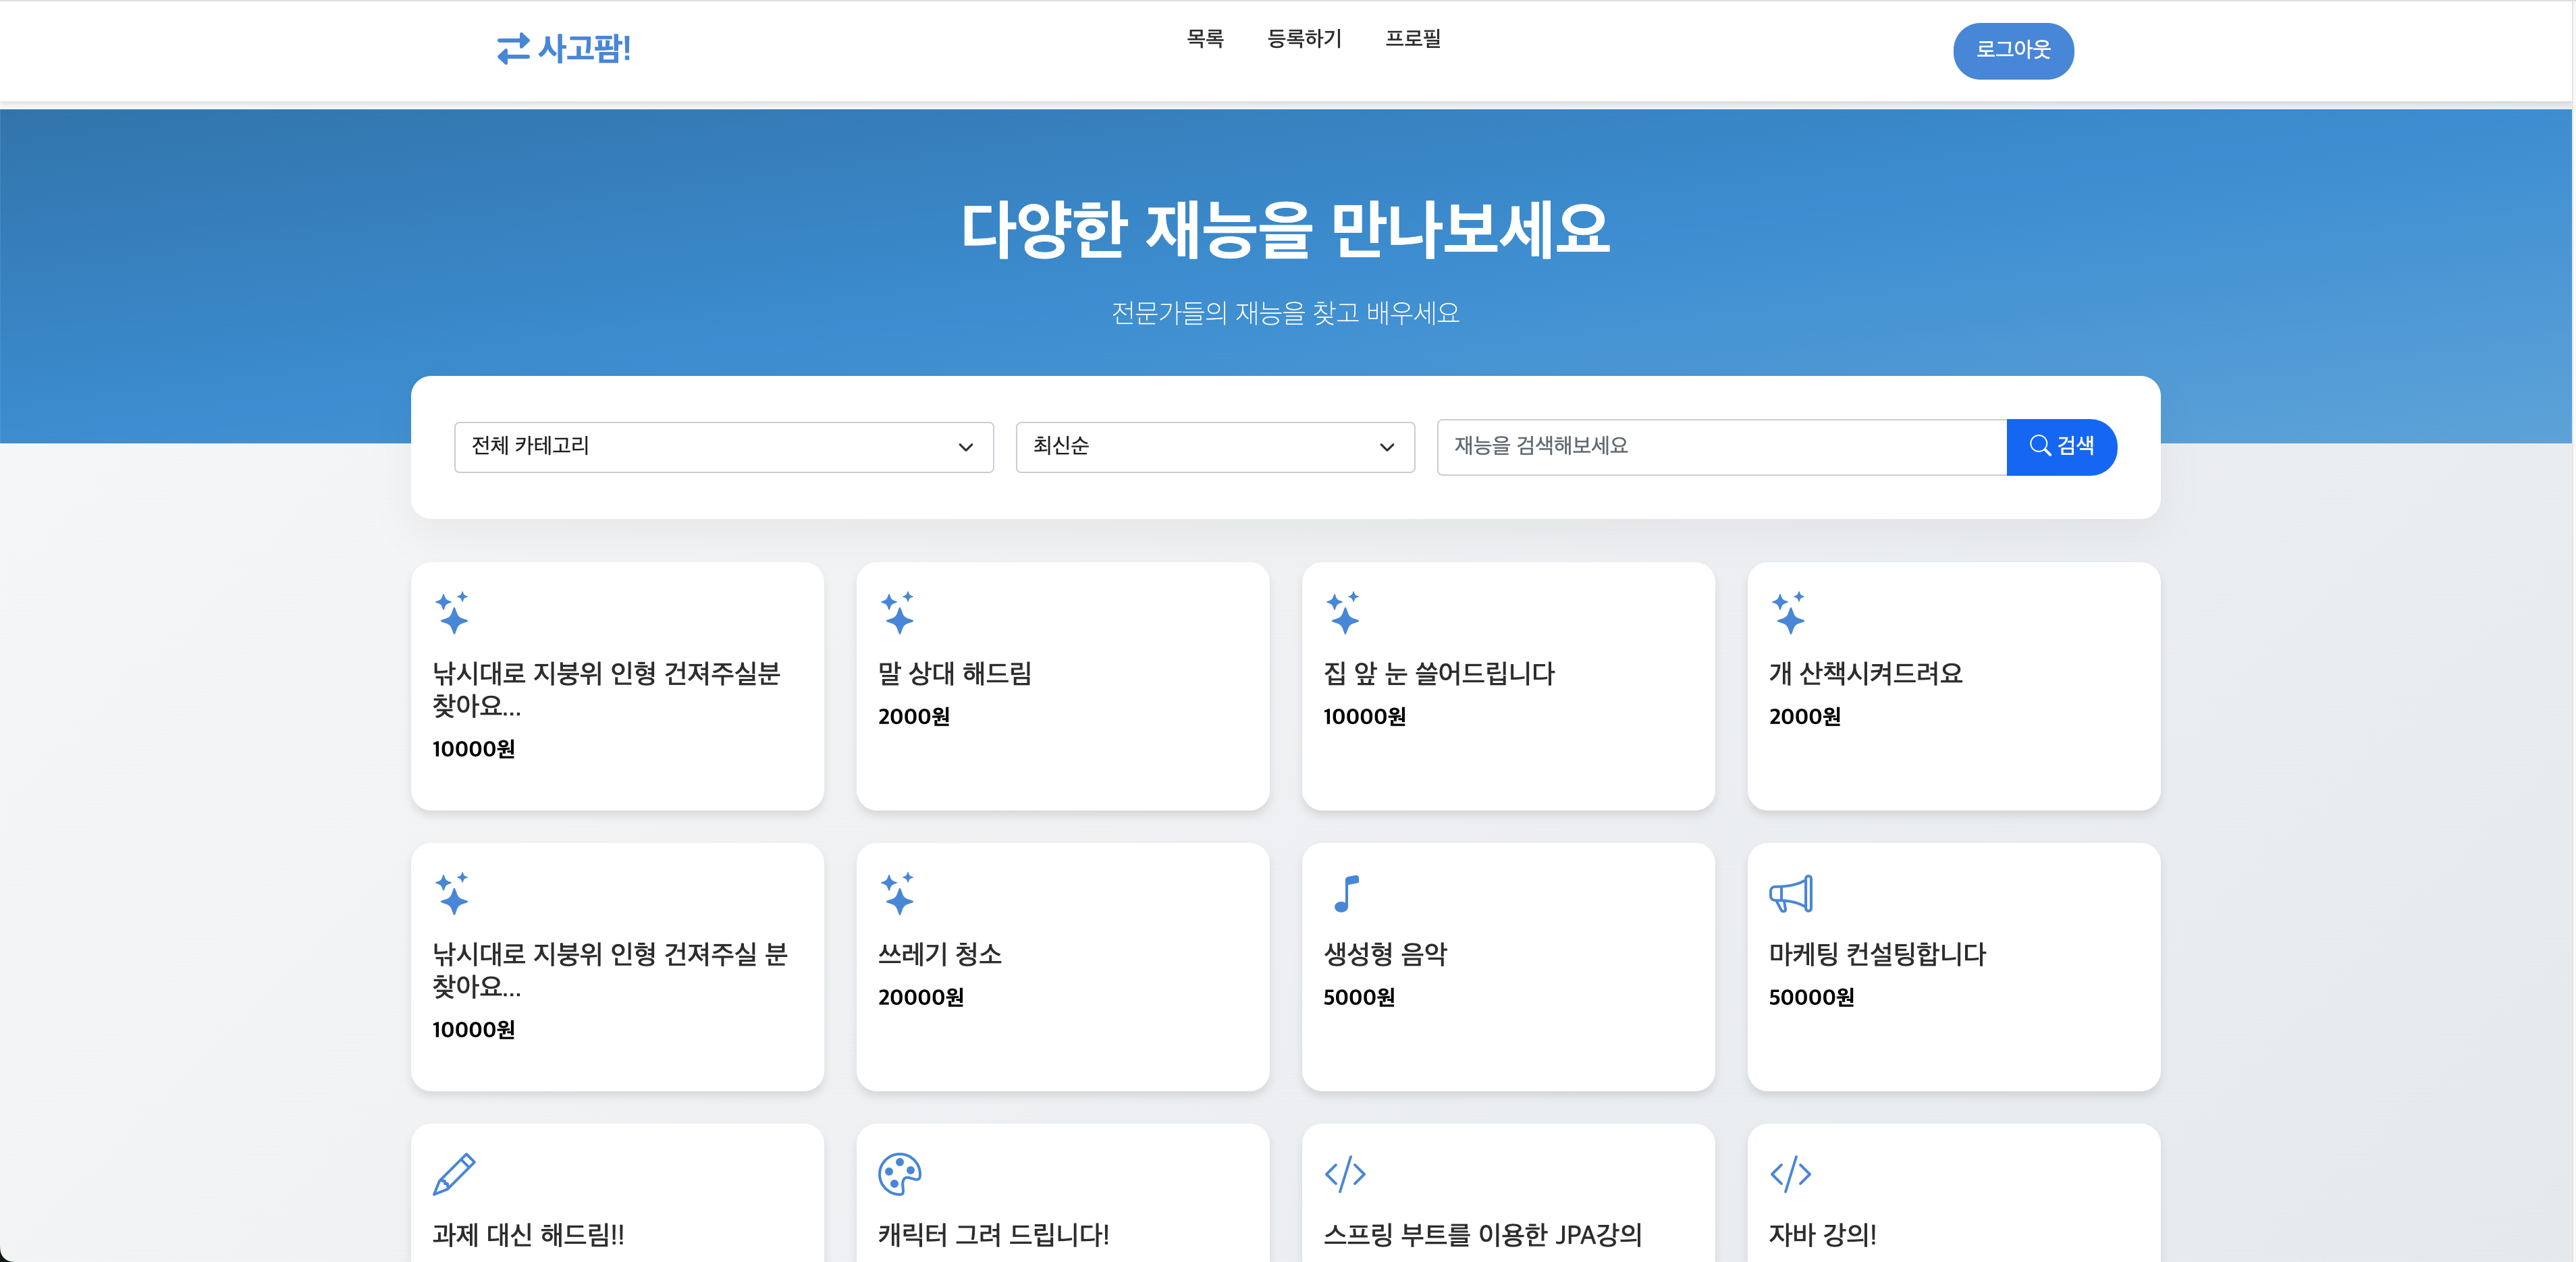 사고팜!
목록 등록하기 프로필
로그아웃
다양한 재능을 만나보세요
전문가들의 재능을 찾고 배우세요
전체 카테고리
최신순
재능을 검색해보세요
검색
낚시대로 지붕위 인형 건져주실분
찾아요...
10000원
말 상대 해드림
2000원
집 앞 눈 쓸어드립니다
10000원
개 산책시켜드려요
2000원
낚시대로 지붕위 인형 건져주실 분
찾아요...
10000원
쓰레기 청소
20000원
생성형 음악
5000원
마케팅 컨설팅합니다
50000원
과제 대신 해드림!!
캐릭터 그려 드립니다!
스프링 부트를 이용한 JPA강의
자바 강의!